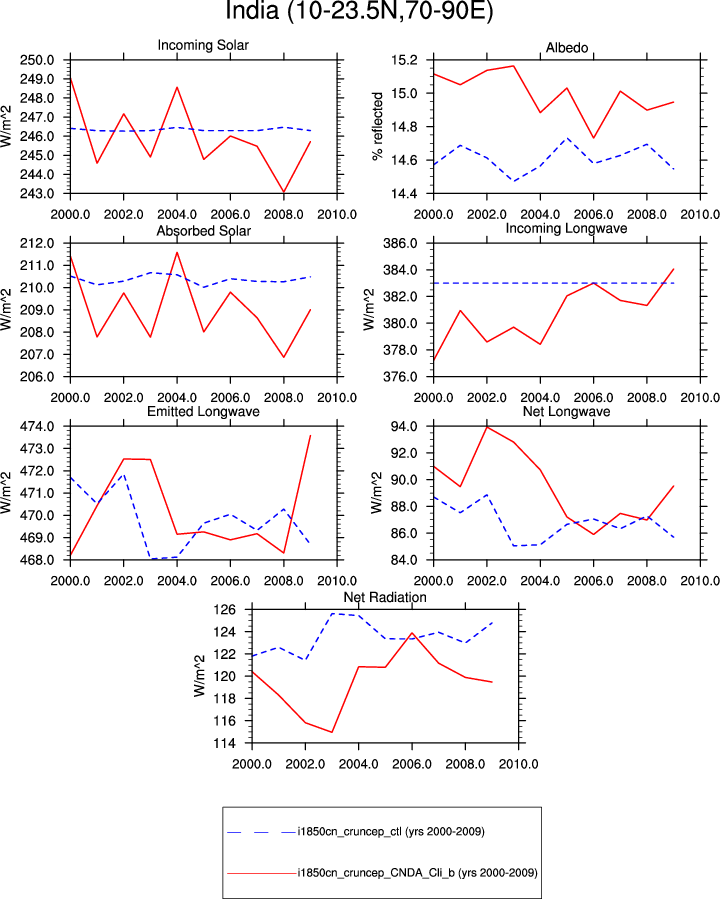 India (10-23.5N,70-90E)
Incoming Solar
W/m^2
250.0
249.0
248.0
247.0
246.0
245.0
244.0
243.0
2000.0 2002.0 2004.0 2006.0 2008.0 2010.0
Albedo
% reflected
15.2
15.0
14.8
14.6
14.4
2000.0 2002.0 2004.0 2006.0 2008.0 2010.0
Absorbed Solar
W/m^2
212.0
211.0
210.0
209.0
208.0
207.0
206.0
2000.0 2002.0 2004.0 2006.0 2008.0 2010.0
Incoming Longwave
W/m^2
386.0
384.0
382.0
380.0
378.0
376.0
2000.0 2002.0 2004.0 2006.0 2008.0 2010.0
Emitted Longwave
W/m^2
474.0
473.0
472.0
471.0
470.0
469.0
468.0
2000.0 2002.0 2004.0 2006.0 2008.0 2010.0
Net Longwave
W/m^2
94.0
92.0
90.0
88.0
86.0
84.0
2000.0 2002.0 2004.0 2006.0 2008.0 2010.0
Net Radiation
W/m^2
126
124
122
120
118
116
114
2000.0 2002.0 2004.0 2006.0 2008.0 2010.0
i1850cn_cruncep_ctl (yrs 2000-2009)
i1850cn_cruncep_CNDA_Cli_b (yrs 2000-2009)